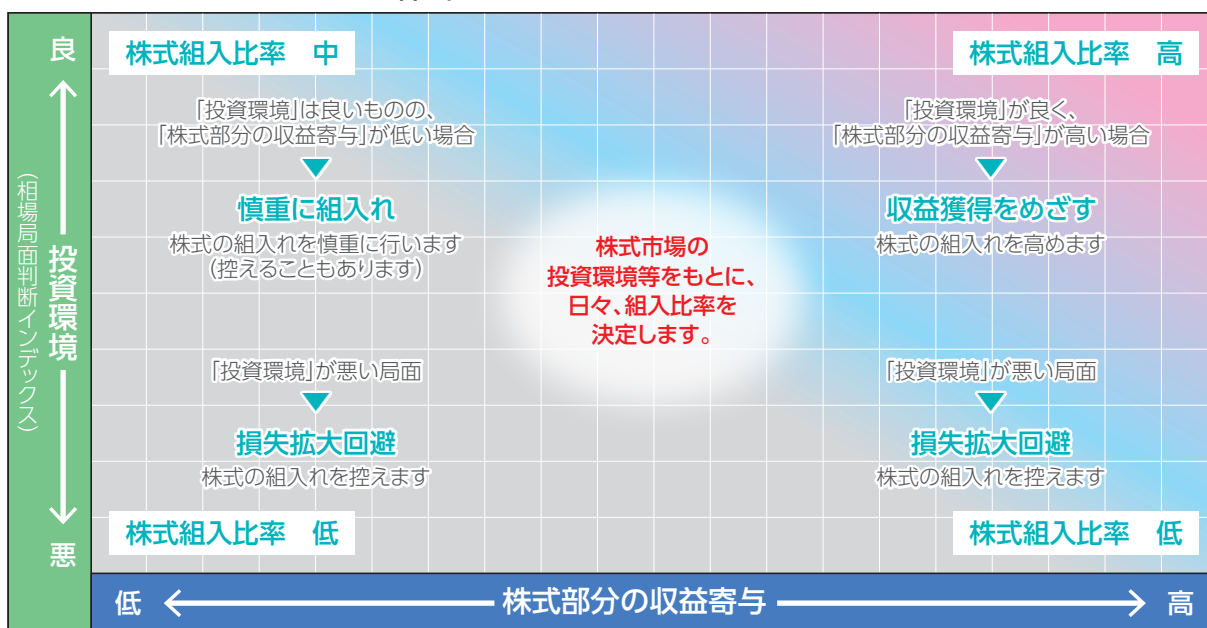 良
株式組入比率　中
「投資環境」は良いものの、
「株式部分の収益寄与」が低い場合
慎重に組入れ
株式の組入れを慎重に行います
(控えることもあります)
株式組入比率　高
「投資環境」が良く、
「株式部分の収益寄与」が高い場合
収益獲得をめざす
株式の組入れを高めます
投資環境
(相場局面判断インデックス)
株式市場の
投資環境等をもとに、
日々、組入比率を
決定します。
「投資環境」が悪い局面
損失拡大回避
株式の組入れを控えます
株式組入比率　低
「投資環境」が悪い局面
損失拡大回避
株式の組入れを控えます
株式組入比率　低
悪
低
株式部分の収益寄与
高